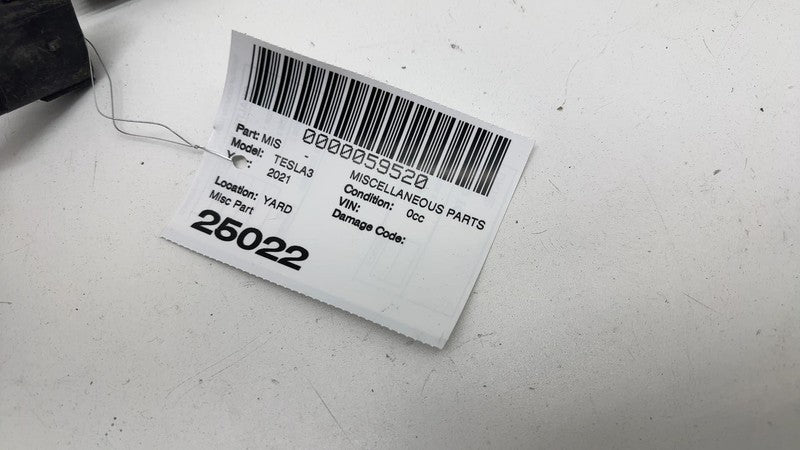 0000059520
Part: MIS - MISCELLANEOUS PARTS
Model: TESLA3 Condition: 0cc
2021 VIN:
Damage Code:
Location: YARD
Misc Part
25022